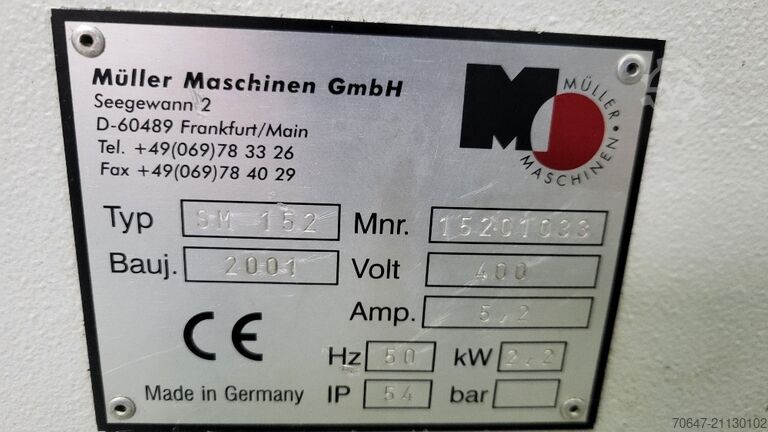 Müller Maschinen GmbH
Seegewann 2
D-60489 Frankfurt/Main
Tel. +49(069)78 33 26
Fax +49(069)78 40 29
M
MÜLLER • MASCHINEN •
Typ SM 152 Mnr. 15201033
Bauj. 2001 Volt 400
Amp. 5,2
CE Hz 50 kW 2,2
Made in Germany IP 54 bar
70647-21130102